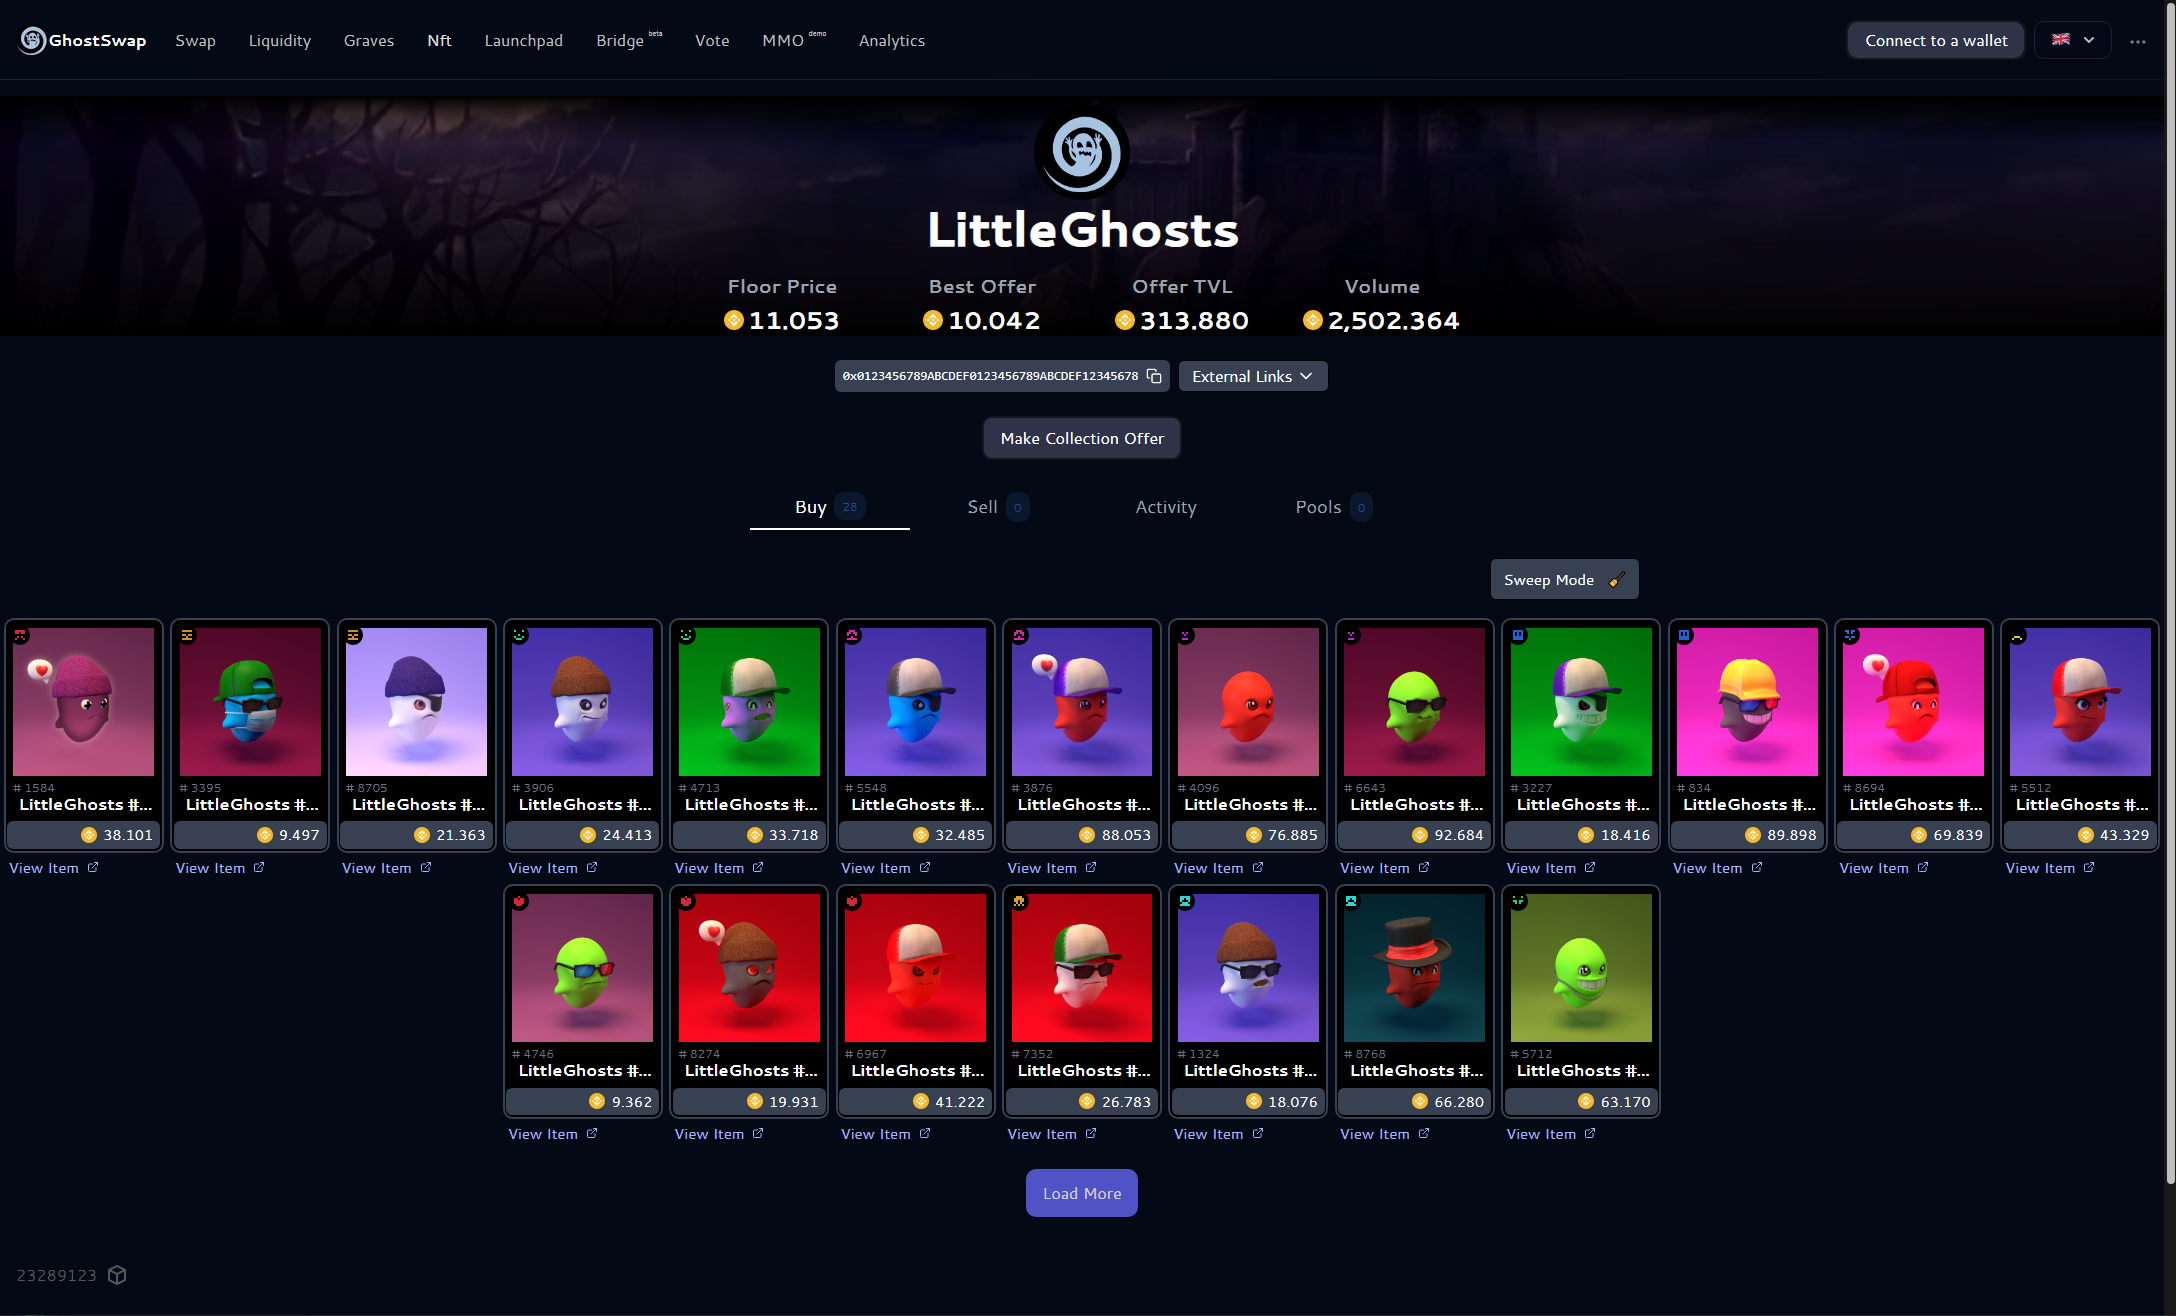 GhostSwap Swap Liquidity Graves Nft Launchpad Bridge beta Vote MMO demo Analytics Connect to a wallet
LittleGhosts
Floor Price Best Offer Offer TVL Volume
11.053 10.042 313.880 2,502.364
0x0123456789ABCDEF0123456789ABCDEF12345678 External Links
Make Collection Offer
Buy 28 Sell 0 Activity Pools 0
Sweep Mode
# 1584 # 3395 # 8705 # 3906 # 4713 # 5548 # 3876 # 4096 # 6643 # 3227 # 834 # 8694 # 5512
LittleGhosts #... LittleGhosts #... LittleGhosts #... LittleGhosts #... LittleGhosts #... LittleGhosts #... LittleGhosts #... LittleGhosts #... LittleGhosts #... LittleGhosts #... LittleGhosts #... LittleGhosts #... LittleGhosts #...
38.101 9.497 21.363 24.413 33.718 32.485 88.053 76.885 92.684 18.416 89.898 69.839 43.329
View Item View Item View Item View Item View Item View Item View Item View Item View Item View Item View Item View Item View Item
# 4746 # 8274 # 6967 # 7352 # 1324 # 8768 # 5712
LittleGhosts #... LittleGhosts #... LittleGhosts #... LittleGhosts #... LittleGhosts #... LittleGhosts #... LittleGhosts #...
9.362 19.931 41.222 26.783 18.076 66.280 63.170
View Item View Item View Item View Item View Item View Item View Item
Load More
23289123